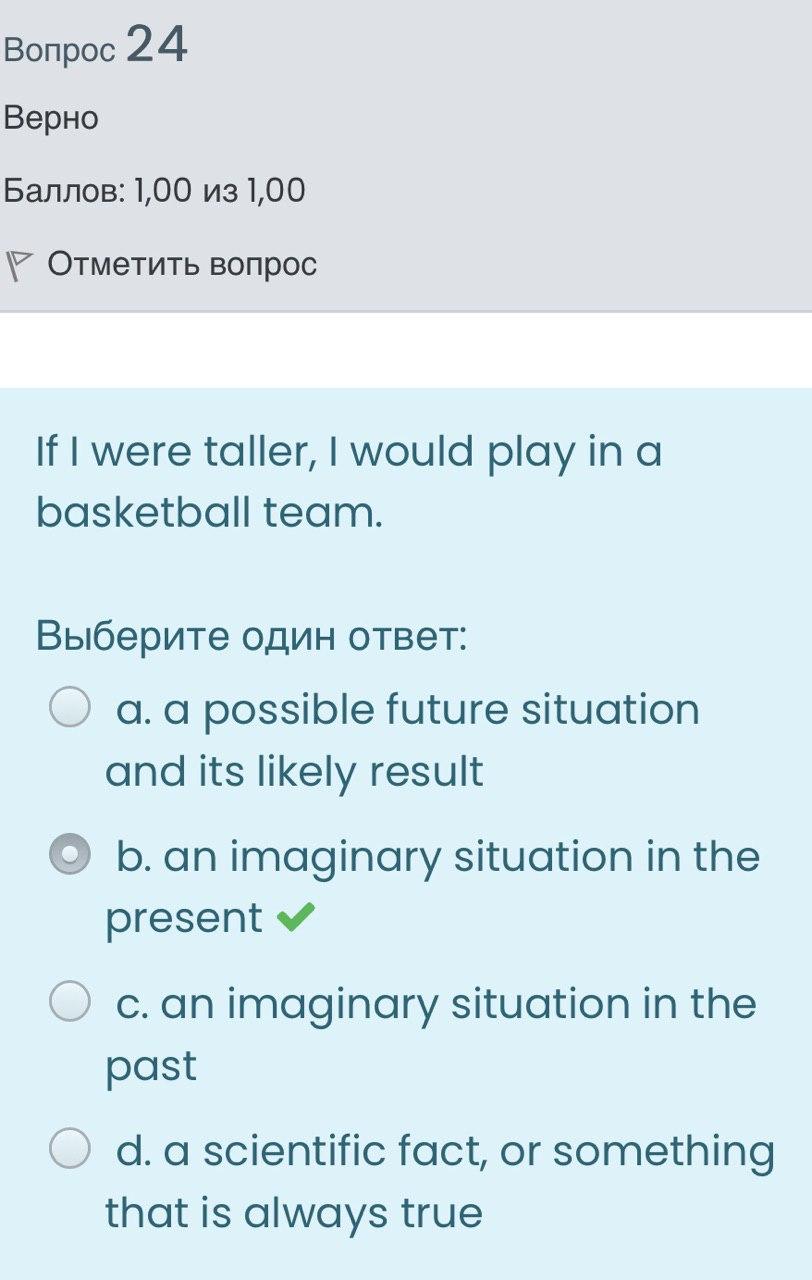 Вопрос 24
Верно
Баллов: 1,00 из 1,00
Отметить вопрос
If I were taller, I would play in a
basketball team.
Выберите один ответ:
a. a possible future situation
and its likely result
b. an imaginary situation in the
present
c. an imaginary situation in the
past
d. a scientific fact, or something
that is always true